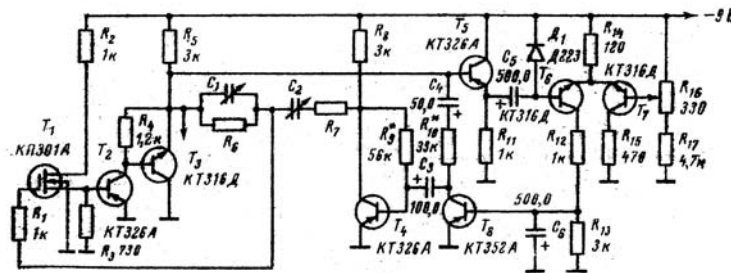 -9 В
R2
1к
R5
3к
R8
3к
T5
КТ326А
Д1
Д223
R14
120
C1
C2
C4
50,0
C5
500,0
T6
КТ316Д
КТ316Д
T7
R16
330
R4
1,2к
T3
КТ316Д
R6
R7
R9*
56к
R10*
33к
R11
1к
R12
1к
R15
470
R17
4,7к
T1
КП301А
T2
C3
100,0
R1
1к
R3 730
КТ326А
T4
КТ326А
T8
КТ352А
500,0
C6
R13
3к